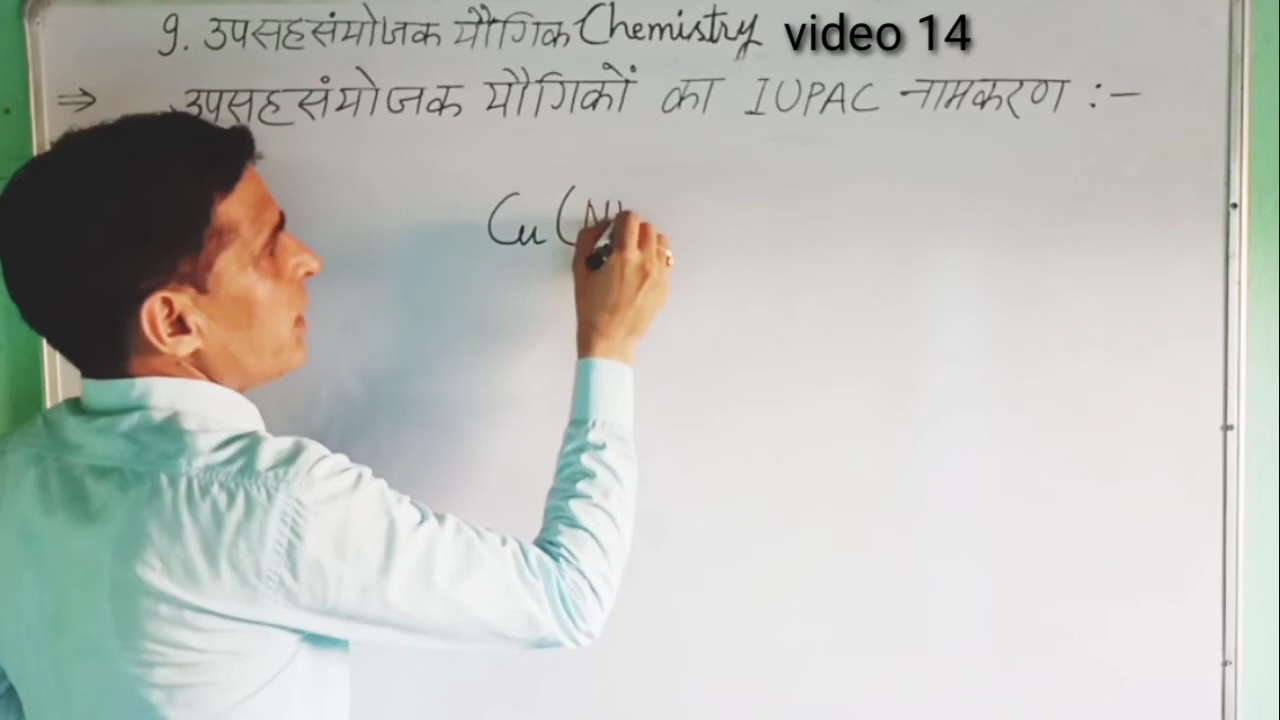 9. उपसहसंयोजक यौगिक Chemistry video 14
⇒ उपसहसंयोजक यौगिकों का IUPAC नामकरण :-
Cu (N